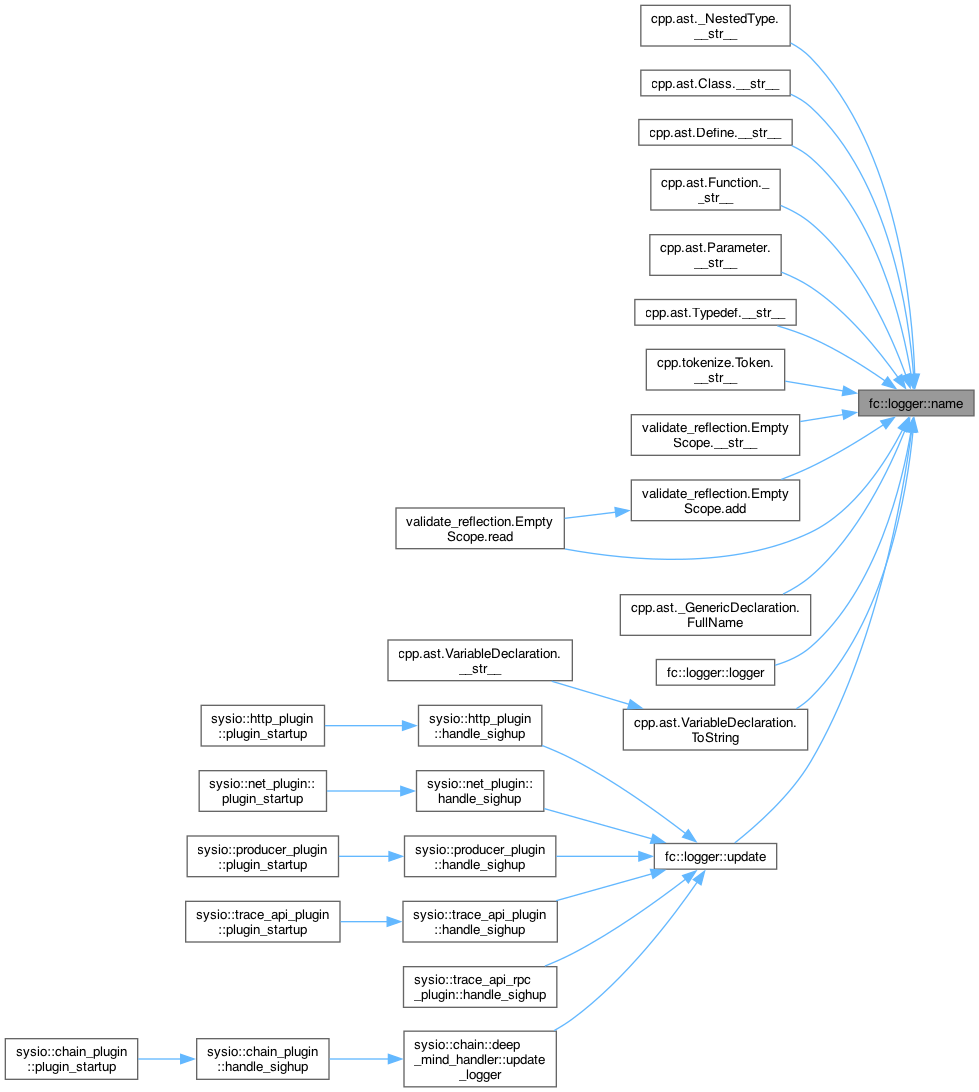 cpp.ast._NestedType.
__str__
cpp.ast.Class.__str__
cpp.ast.Define.__str__
cpp.ast.Function._
_str__
cpp.ast.Parameter.
__str__
cpp.ast.Typedef.__str__
cpp.tokenize.Token.
__str__
fc::logger::name
validate_reflection.Empty
Scope.__str__
validate_reflection.Empty
Scope.add
validate_reflection.Empty
Scope.read
cpp.ast._GenericDeclaration.
FullName
cpp.ast.VariableDeclaration.
__str__
fc::logger::logger
cpp.ast.VariableDeclaration.
ToString
sysio::http_plugin
::plugin_startup
sysio::http_plugin
::handle_sighup
sysio::net_plugin::
plugin_startup
sysio::net_plugin::
handle_sighup
sysio::producer_plugin
::plugin_startup
sysio::producer_plugin
::handle_sighup
fc::logger::update
sysio::trace_api_plugin
::plugin_startup
sysio::trace_api_plugin
::handle_sighup
sysio::trace_api_rpc
_plugin::handle_sighup
sysio::chain_plugin
::plugin_startup
sysio::chain_plugin
::handle_sighup
sysio::chain::deep
_mind_handler::update
_logger